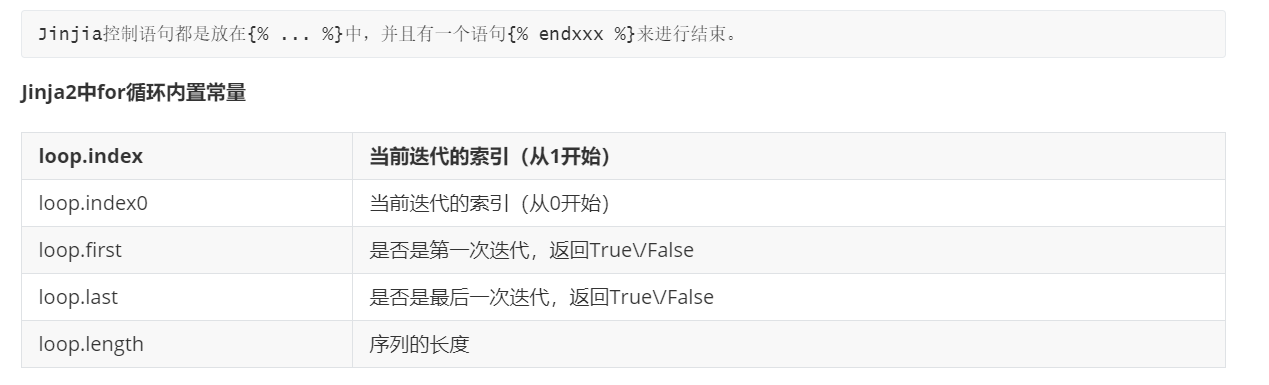 Jinjia控制语句都是放在{% ... %}中，并且有一个语句{% endxxx %}来进行结束。
Jinja2中for循环内置常量
loop.index 当前迭代的索引（从1开始）
loop.index0 当前迭代的索引（从0开始）
loop.first 是否是第一次迭代，返回True\/False
loop.last 是否是最后一次迭代，返回True\/False
loop.length 序列的长度